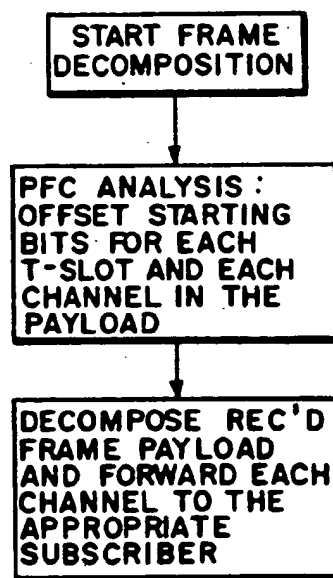 START FRAME
DECOMPOSITION
PFC ANALYSIS:
OFFSET STARTING
BITS FOR EACH
T-SLOT AND EACH
CHANNEL IN THE
PAYLOAD
DECOMPOSE REC'D
FRAME PAYLOAD
AND FORWARD EACH
CHANNEL TO THE
APPROPRIATE
SUBSCRIBER